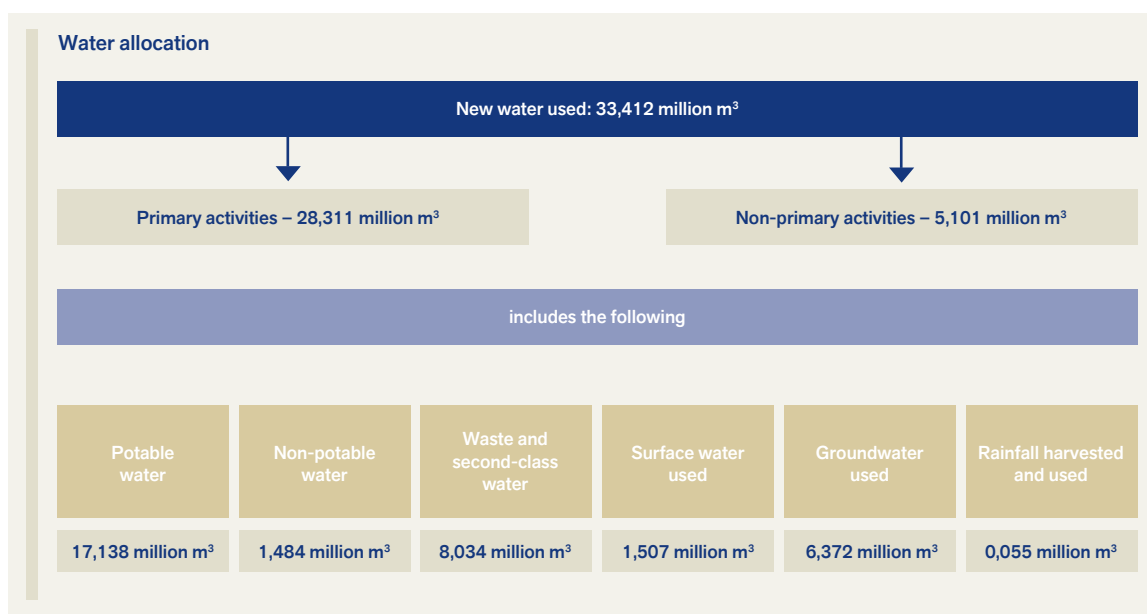 Water allocation
New water used: 33,412 million m³
Primary activities – 28,311 million m³
Non-primary activities – 5,101 million m³
includes the following
Potable
water
Non-potable
water
Waste and
second-class
water
Surface water
used
Groundwater
used
Rainfall harvested
and used
17,138 million m³
1,484 million m³
8,034 million m³
1,507 million m³
6,372 million m³
0,055 million m³